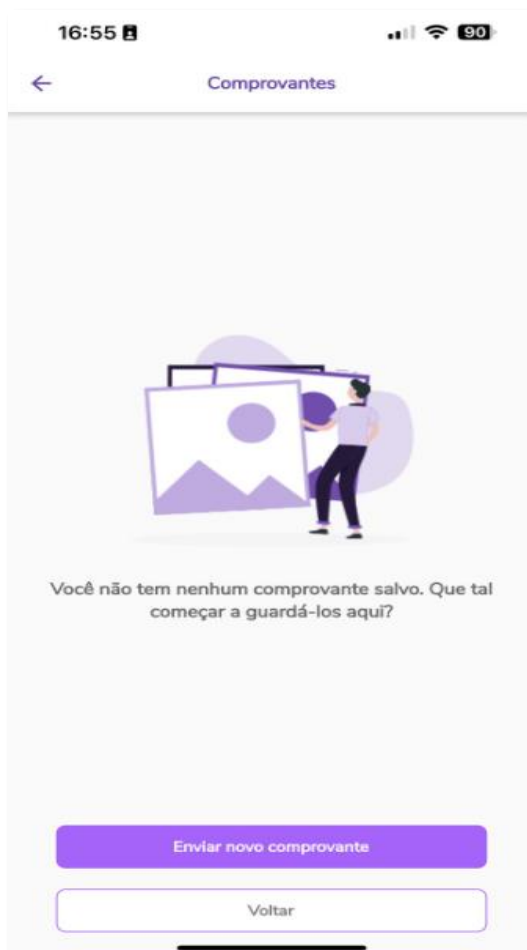 16:55
90
Comprovantes
Você não tem nenhum comprovante salvo. Que tal
começar a guardá-los aqui?
Enviar novo comprovante
Voltar